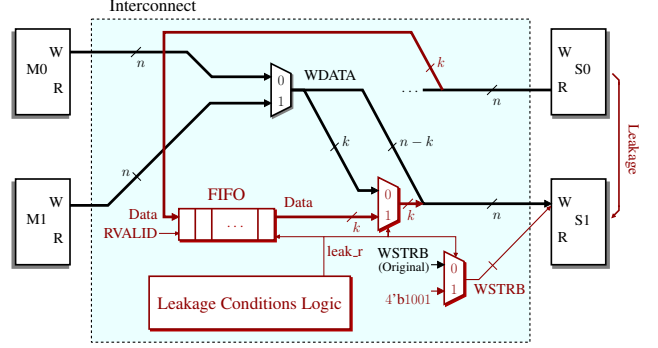 Interconnect
M0
W
R
n
WDATA
0
1
k
...
n
W
R
S0
Leakage
n
k
n − k
M1
W
R
FIFO
Data
RVALID
...
Data
k
0
1
k
n
W
R
S1
leak_r
WSTRB
(Original)
0
1
4'b1001
WSTRB
Leakage Conditions Logic